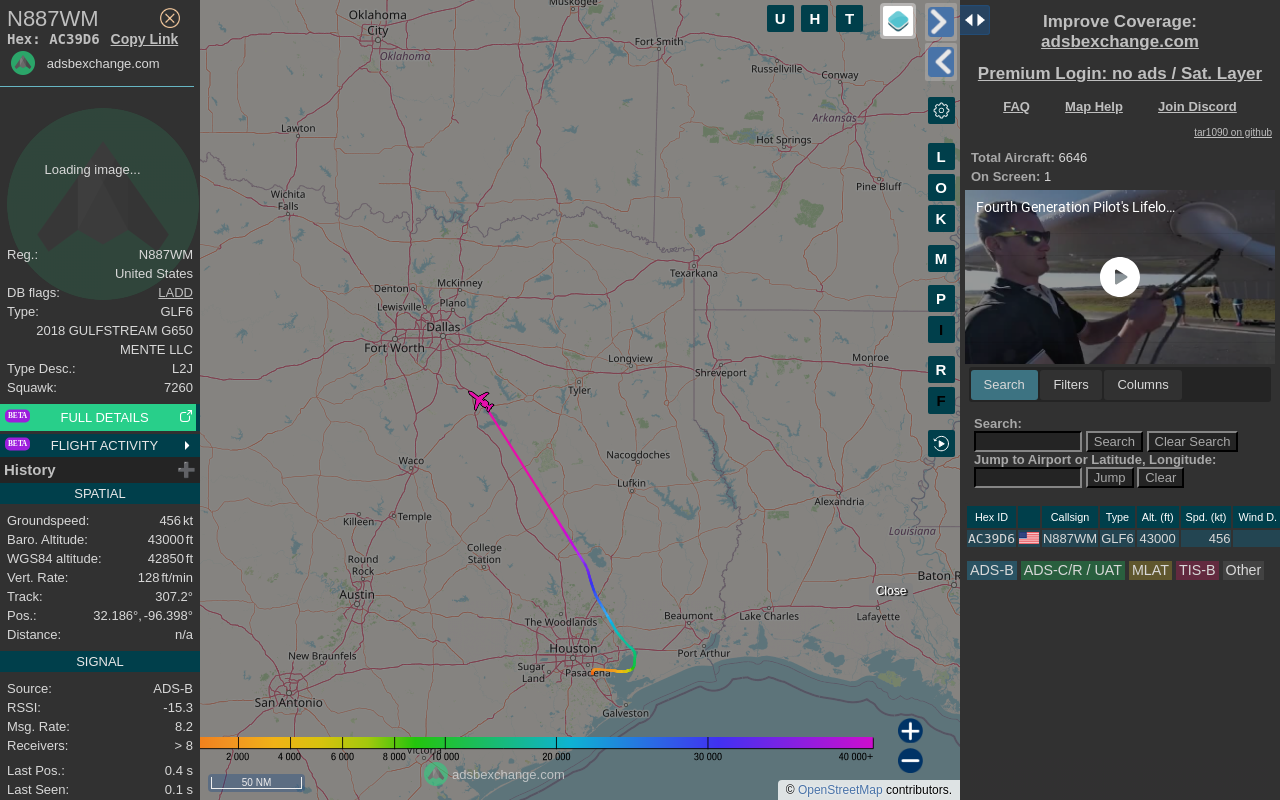 N887WM
Hex: AC39D6 Copy Link
adsbexchange.com
Loading image...
Reg.: N887WM
United States
DB flags: LADD
Type: GLF6
2018 GULFSTREAM G650
MENTE LLC
Type Desc.: L2J
Squawk: 7260
BETA FULL DETAILS
BETA FLIGHT ACTIVITY
History
SPATIAL
Groundspeed: 456 kt
Baro. Altitude: 43000 ft
WGS84 altitude: 42850 ft
Vert. Rate: 128 ft/min
Track: 307.2°
Pos.: 32.186°, -96.398°
Distance: n/a
SIGNAL
Source: ADS-B
RSSI: -15.3
Msg. Rate: 8.2
Receivers: > 8
Last Pos.: 0.4 s
Last Seen: 0.1 s
Muskogee
Oklahoma
City
Oklahoma
Fort Smith
Russellville
Conway
Arkansas
Lawton
Hot Springs
Pine Bluff
Wichita
Falls
Texarkana
Denton
McKinney
Lewisville
Plano
Dallas
Fort Worth
Longview
Monroe
Shreveport
Tyler
Waco
Nacogdoches
Lufkin
Alexandria
Killeen
Temple
Louisiana
College
Station
Round
Rock
Austin
Baton R
Close
The Woodlands
Beaumont
Lake Charles
Lafayette
Houston
Port Arthur
New Braunfels
Sugar
Land
Pasadena
San Antonio
Galveston
Victoria
2 000 4 000 6 000 8 000 10 000 20 000 30 000 40 000+
adsbexchange.com
50 NM
© OpenStreetMap contributors.
U H T
L
O
K
M
P
I
R
F
Improve Coverage:
adsbexchange.com
Premium Login: no ads / Sat. Layer
FAQ Map Help Join Discord
tar1090 on github
Total Aircraft: 6646
On Screen: 1
Fourth Generation Pilot's Lifelo...
Search Filters Columns
Search:
Search Clear Search
Jump to Airport or Latitude, Longitude:
Jump Clear
Hex ID Callsign Type Alt. (ft) Spd. (kt) Wind D.
AC39D6 N887WM GLF6 43000 456
ADS-B ADS-C/R / UAT MLAT TIS-B Other